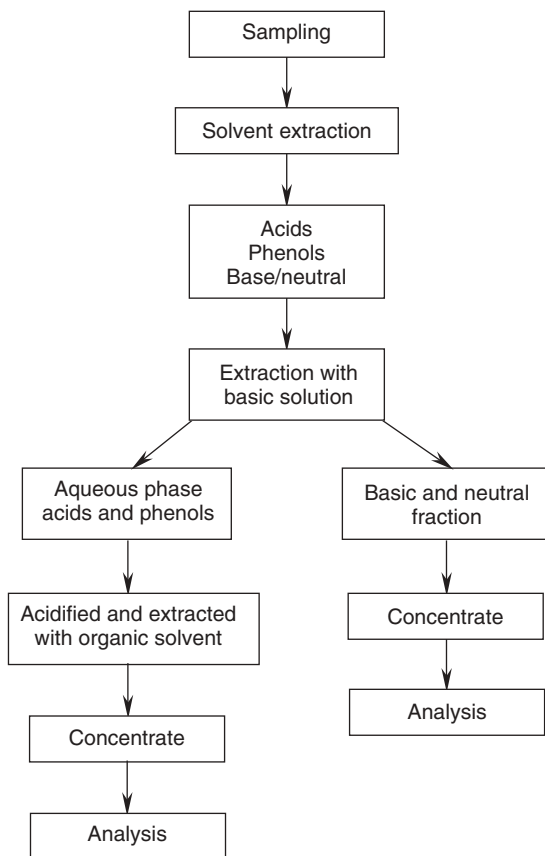 Sampling
Solvent extraction
Acids
Phenols
Base/neutral
Extraction with
basic solution
Aqueous phase
acids and phenols
Acidified and extracted
with organic solvent
Concentrate
Analysis
Basic and neutral
fraction
Concentrate
Analysis